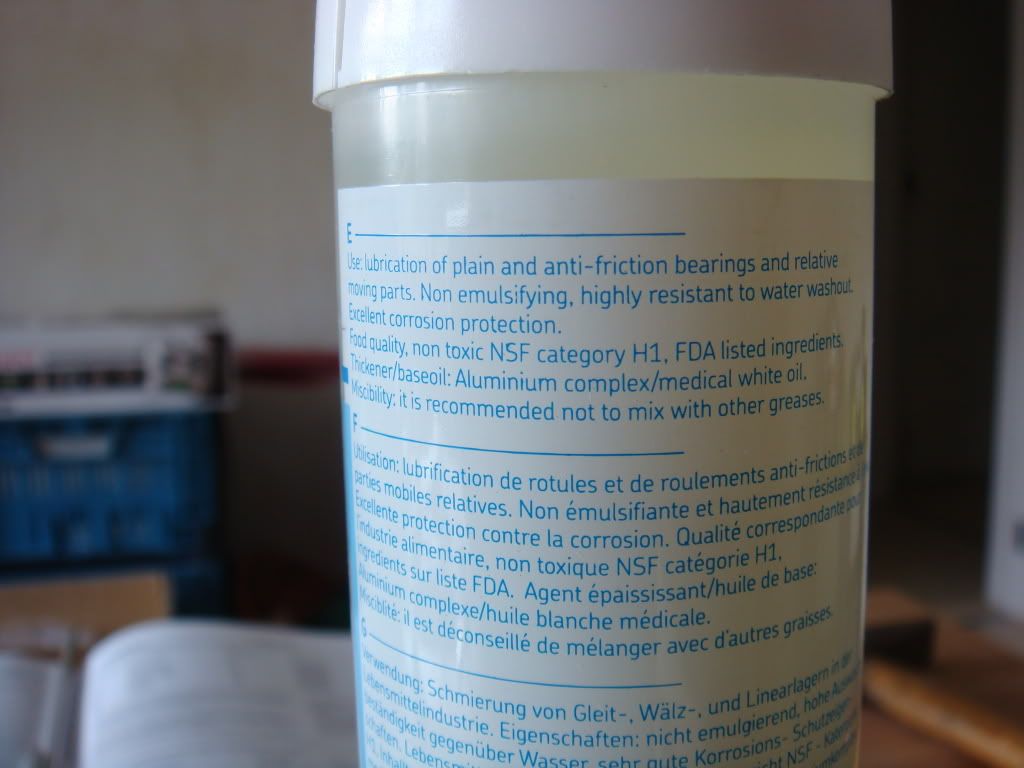 E
Use: lubrication of plain and anti-friction bearings and relative
moving parts. Non emulsifying, highly resistant to water washout.
Excellent corrosion protection.
Food quality, non toxic NSF category H1, FDA listed ingredients.
Thickener/baseoil: Aluminium complex/medical white oil.
Miscibility: it is recommended not to mix with other greases.
F
Utilisation: lubrification de rotules et de roulements anti-frictions et
parties mobiles relatives. Non émulsifiante et hautement résistance à
Excellente protection contre la corrosion. Qualité correspondante pour
l'industrie alimentaire, non toxique NSF catégorie H1,
ingredients sur liste FDA. Agent épaississant/huile de base:
Aluminium complexe/huile blanche médicale.
Misciblité: il est déconseillé de mélanger avec d'autres graisses.
G
Verwendung: Schmierung von Gleit-, Wälz-, und Linearlagern in der
Lebensmittelindustrie. Eigenschaften: nicht emulgierend, hohe
beständigkeit gegenüber Wasser, sehr gute Korrosions- Schutzeigen-
schaften.
NSF -